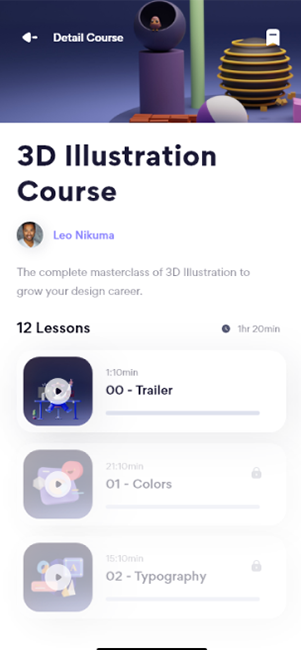 Detail Course
3D Illustration
Course
Leo Nikuma
The complete masterclass of 3D Illustration to
grow your design career.
12 Lessons
1hr 20min
1:10min
00 - Trailer
21:10min
01 - Colors
15:10min
02 - Typography